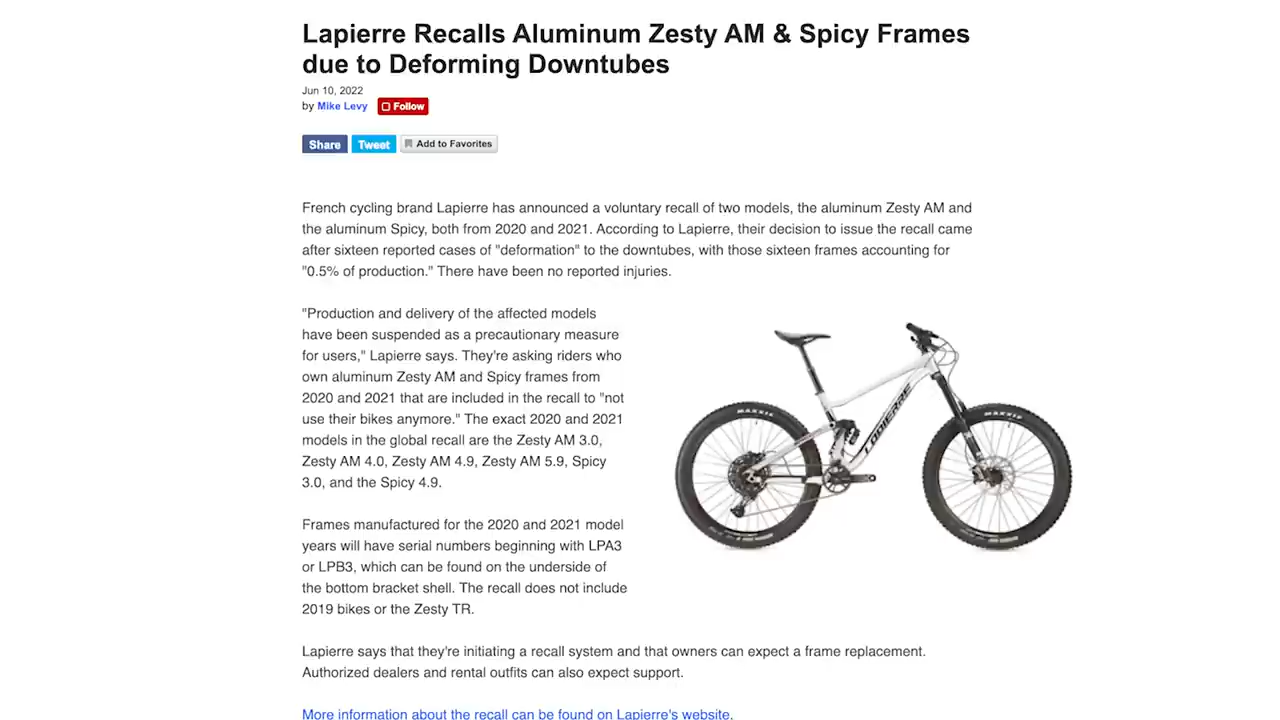 Lapierre Recalls Aluminum Zesty AM & Spicy Frames
due to Deforming Downtubes
Jun 10, 2022
by Mike Levy Follow
Share Tweet Add to Favorites
French cycling brand Lapierre has announced a voluntary recall of two models, the aluminum Zesty AM and
the aluminum Spicy, both from 2020 and 2021. According to Lapierre, their decision to issue the recall came
after sixteen reported cases of "deformation" to the downtubes, with those sixteen frames accounting for
"0.5% of production." There have been no reported injuries.
"Production and delivery of the affected models
have been suspended as a precautionary measure
for users," Lapierre says. They're asking riders who
own aluminum Zesty AM and Spicy frames from
2020 and 2021 that are included in the recall to "not
use their bikes anymore." The exact 2020 and 2021
models in the global recall are the Zesty AM 3.0,
Zesty AM 4.0, Zesty AM 4.9, Zesty AM 5.9, Spicy
3.0, and the Spicy 4.9.
MAXXIS
MAXXIS
LAPIERRE
Frames manufactured for the 2020 and 2021 model
years will have serial numbers beginning with LPA3
or LPB3, which can be found on the underside of
the bottom bracket shell. The recall does not include
2019 bikes or the Zesty TR.
Lapierre says that they're initiating a recall system and that owners can expect a frame replacement.
Authorized dealers and rental outfits can also expect support.
More information about the recall can be found on Lapierre's website.